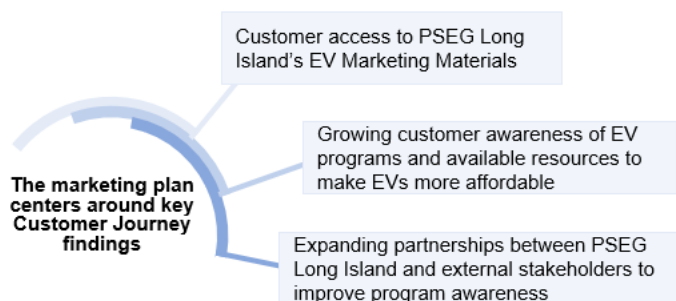 Customer access to PSEG Long
Island's EV Marketing Materials
Growing customer awareness of EV
programs and available resources to
make EVs more affordable
The marketing plan
centers around key
Customer Journey
findings
Expanding partnerships between PSEG
Long Island and external stakeholders to
improve program awareness